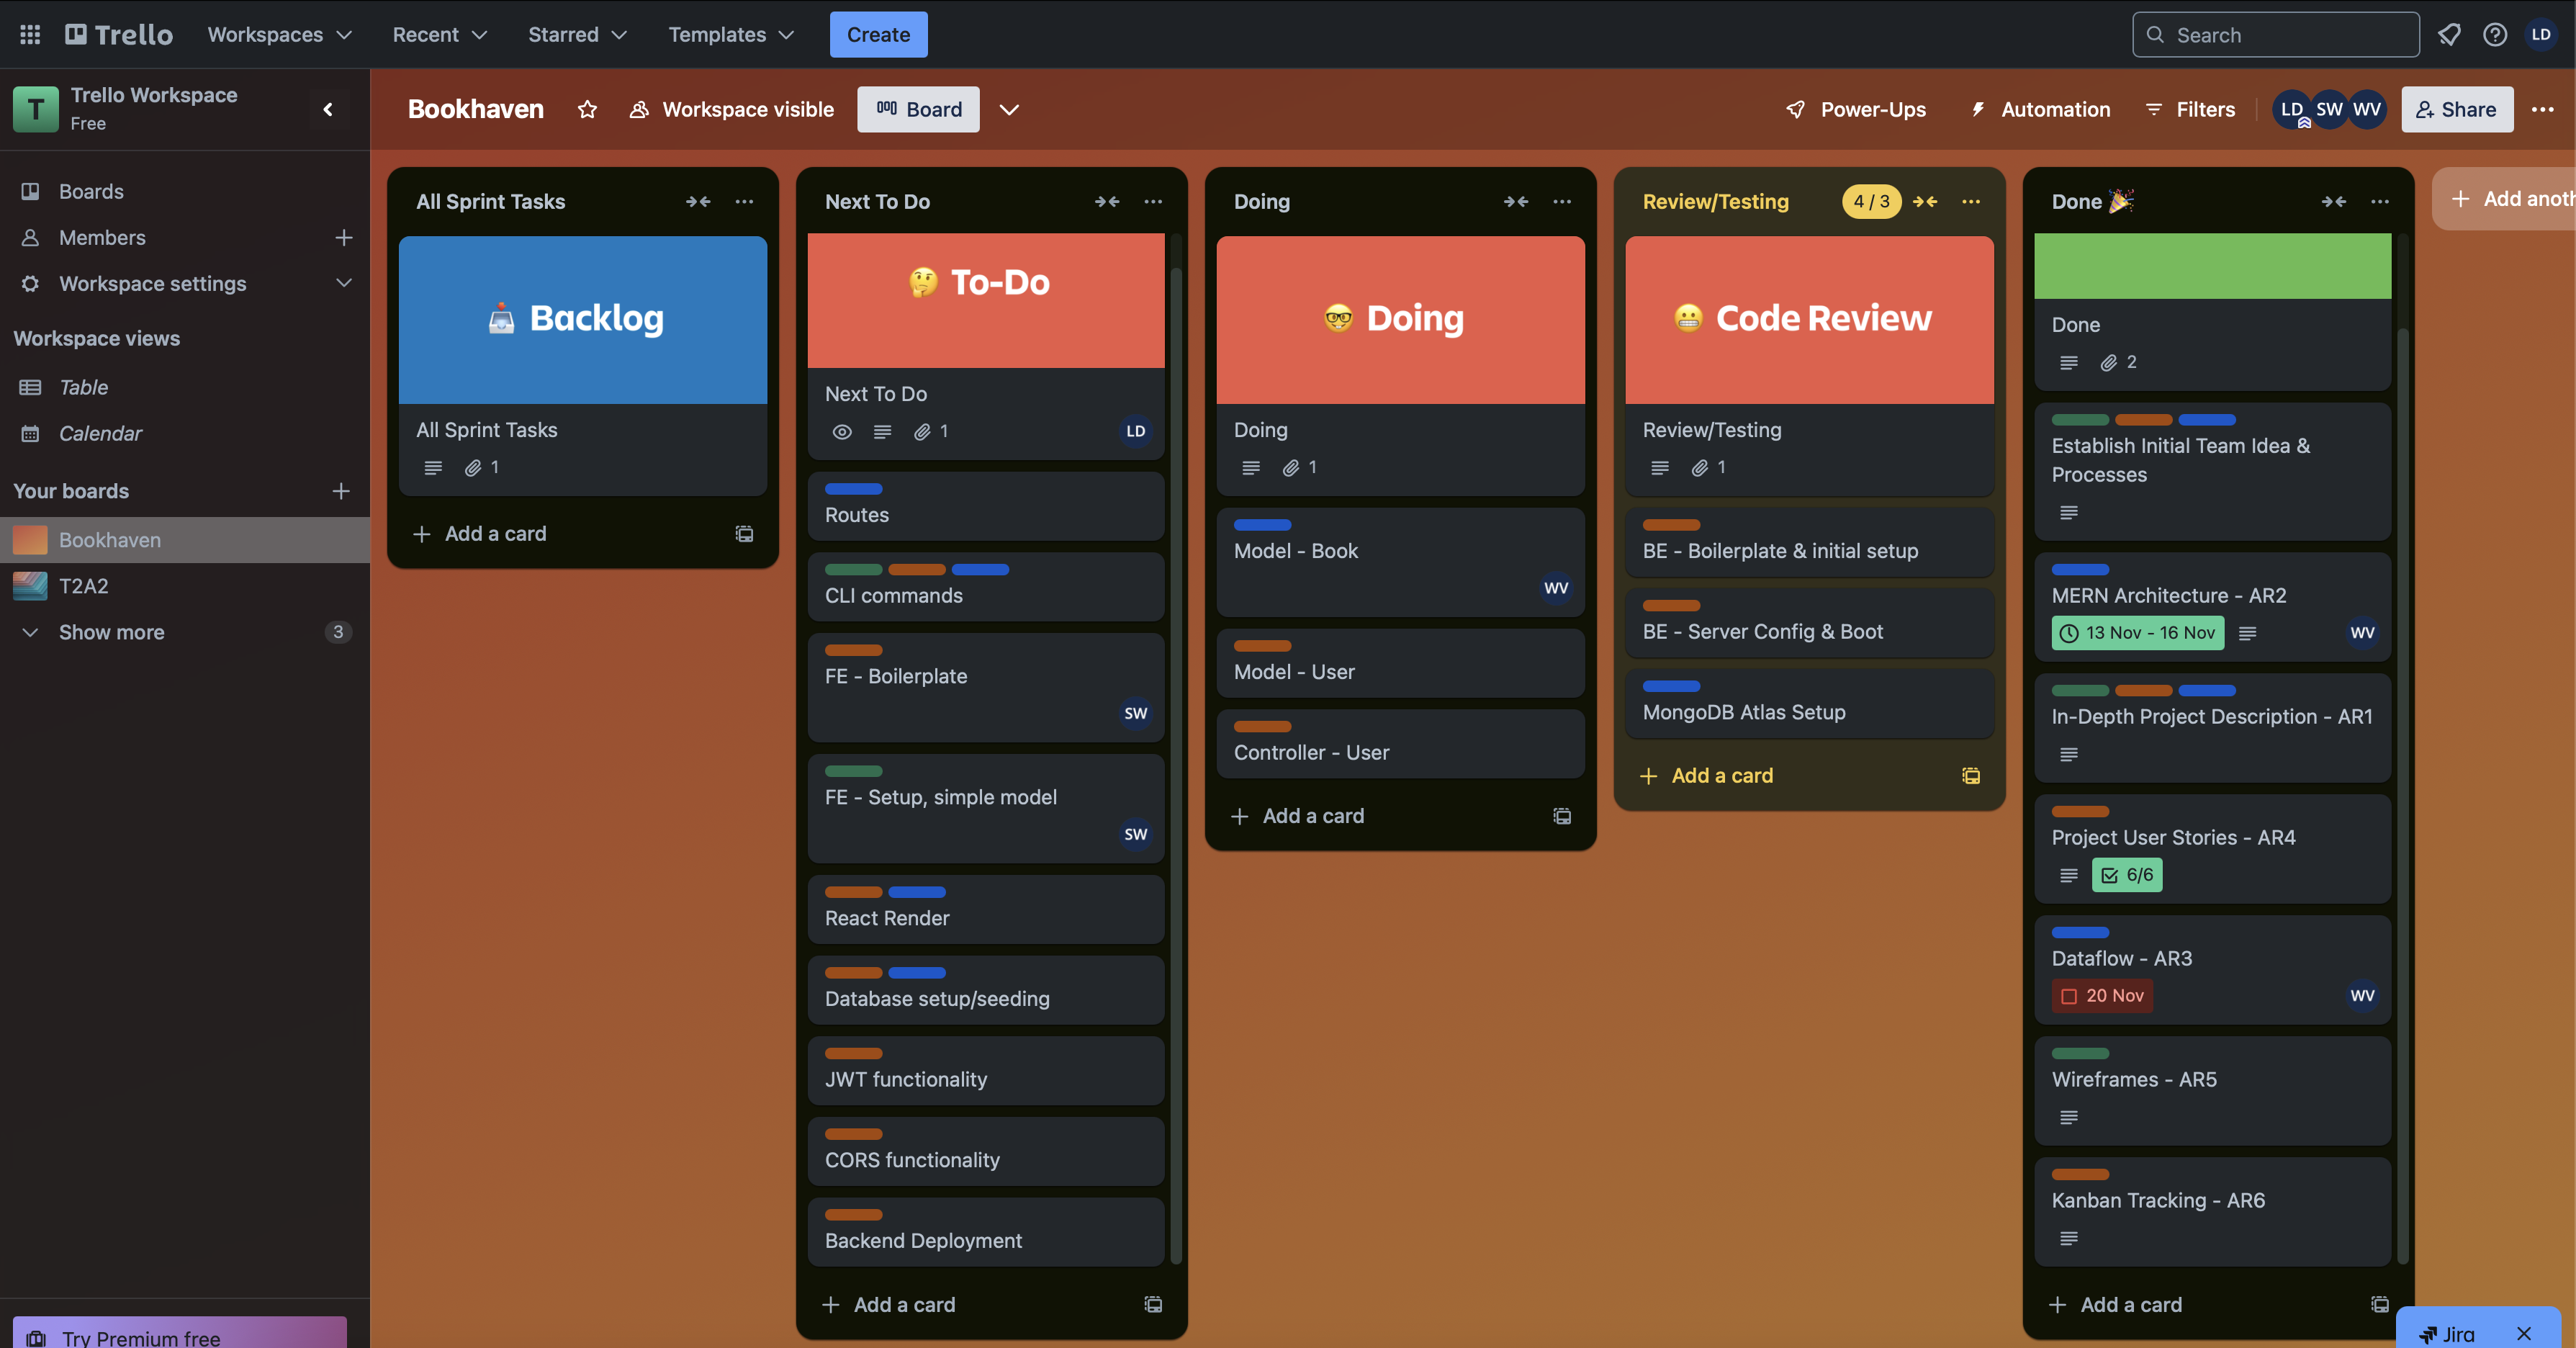 Trello
Workspaces
Recent
Starred
Templates
Create
Search
LD
T
Trello Workspace
Free
Boards
Members
Workspace settings
Workspace views
Table
Calendar
Your boards
Bookhaven
T2A2
Show more
3
Try Premium free
Bookhaven
Workspace visible
Board
Power-Ups
Automation
Filters
LD
SW
WV
Share
All Sprint Tasks
Backlog
All Sprint Tasks
1
Add a card
Next To Do
To-Do
Next To Do
1
LD
Routes
CLI commands
FE - Boilerplate
SW
FE - Setup, simple model
SW
React Render
Database setup/seeding
JWT functionality
CORS functionality
Backend Deployment
Add a card
Doing
Doing
Doing
1
Model - Book
WV
Model - User
Controller - User
Add a card
Review/Testing
4 / 3
Code Review
Review/Testing
1
BE - Boilerplate & initial setup
BE - Server Config & Boot
MongoDB Atlas Setup
Add a card
Done 🎉
Done
2
Establish Initial Team Idea &
Processes
MERN Architecture - AR2
13 Nov - 16 Nov
WV
In-Depth Project Description - AR1
Project User Stories - AR4
6/6
Dataflow - AR3
20 Nov
WV
Wireframes - AR5
Kanban Tracking - AR6
Add a card
Add anoth
Jira